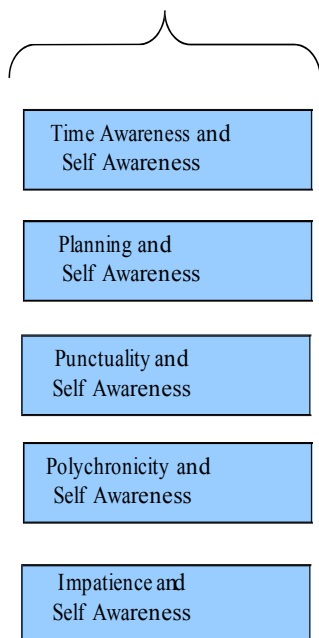 Time Awareness and
Self Awareness
Planning and
Self Awareness
Punctuality and
Self Awareness
Polychronicity and
Self Awareness
Impatience and
Self Awareness